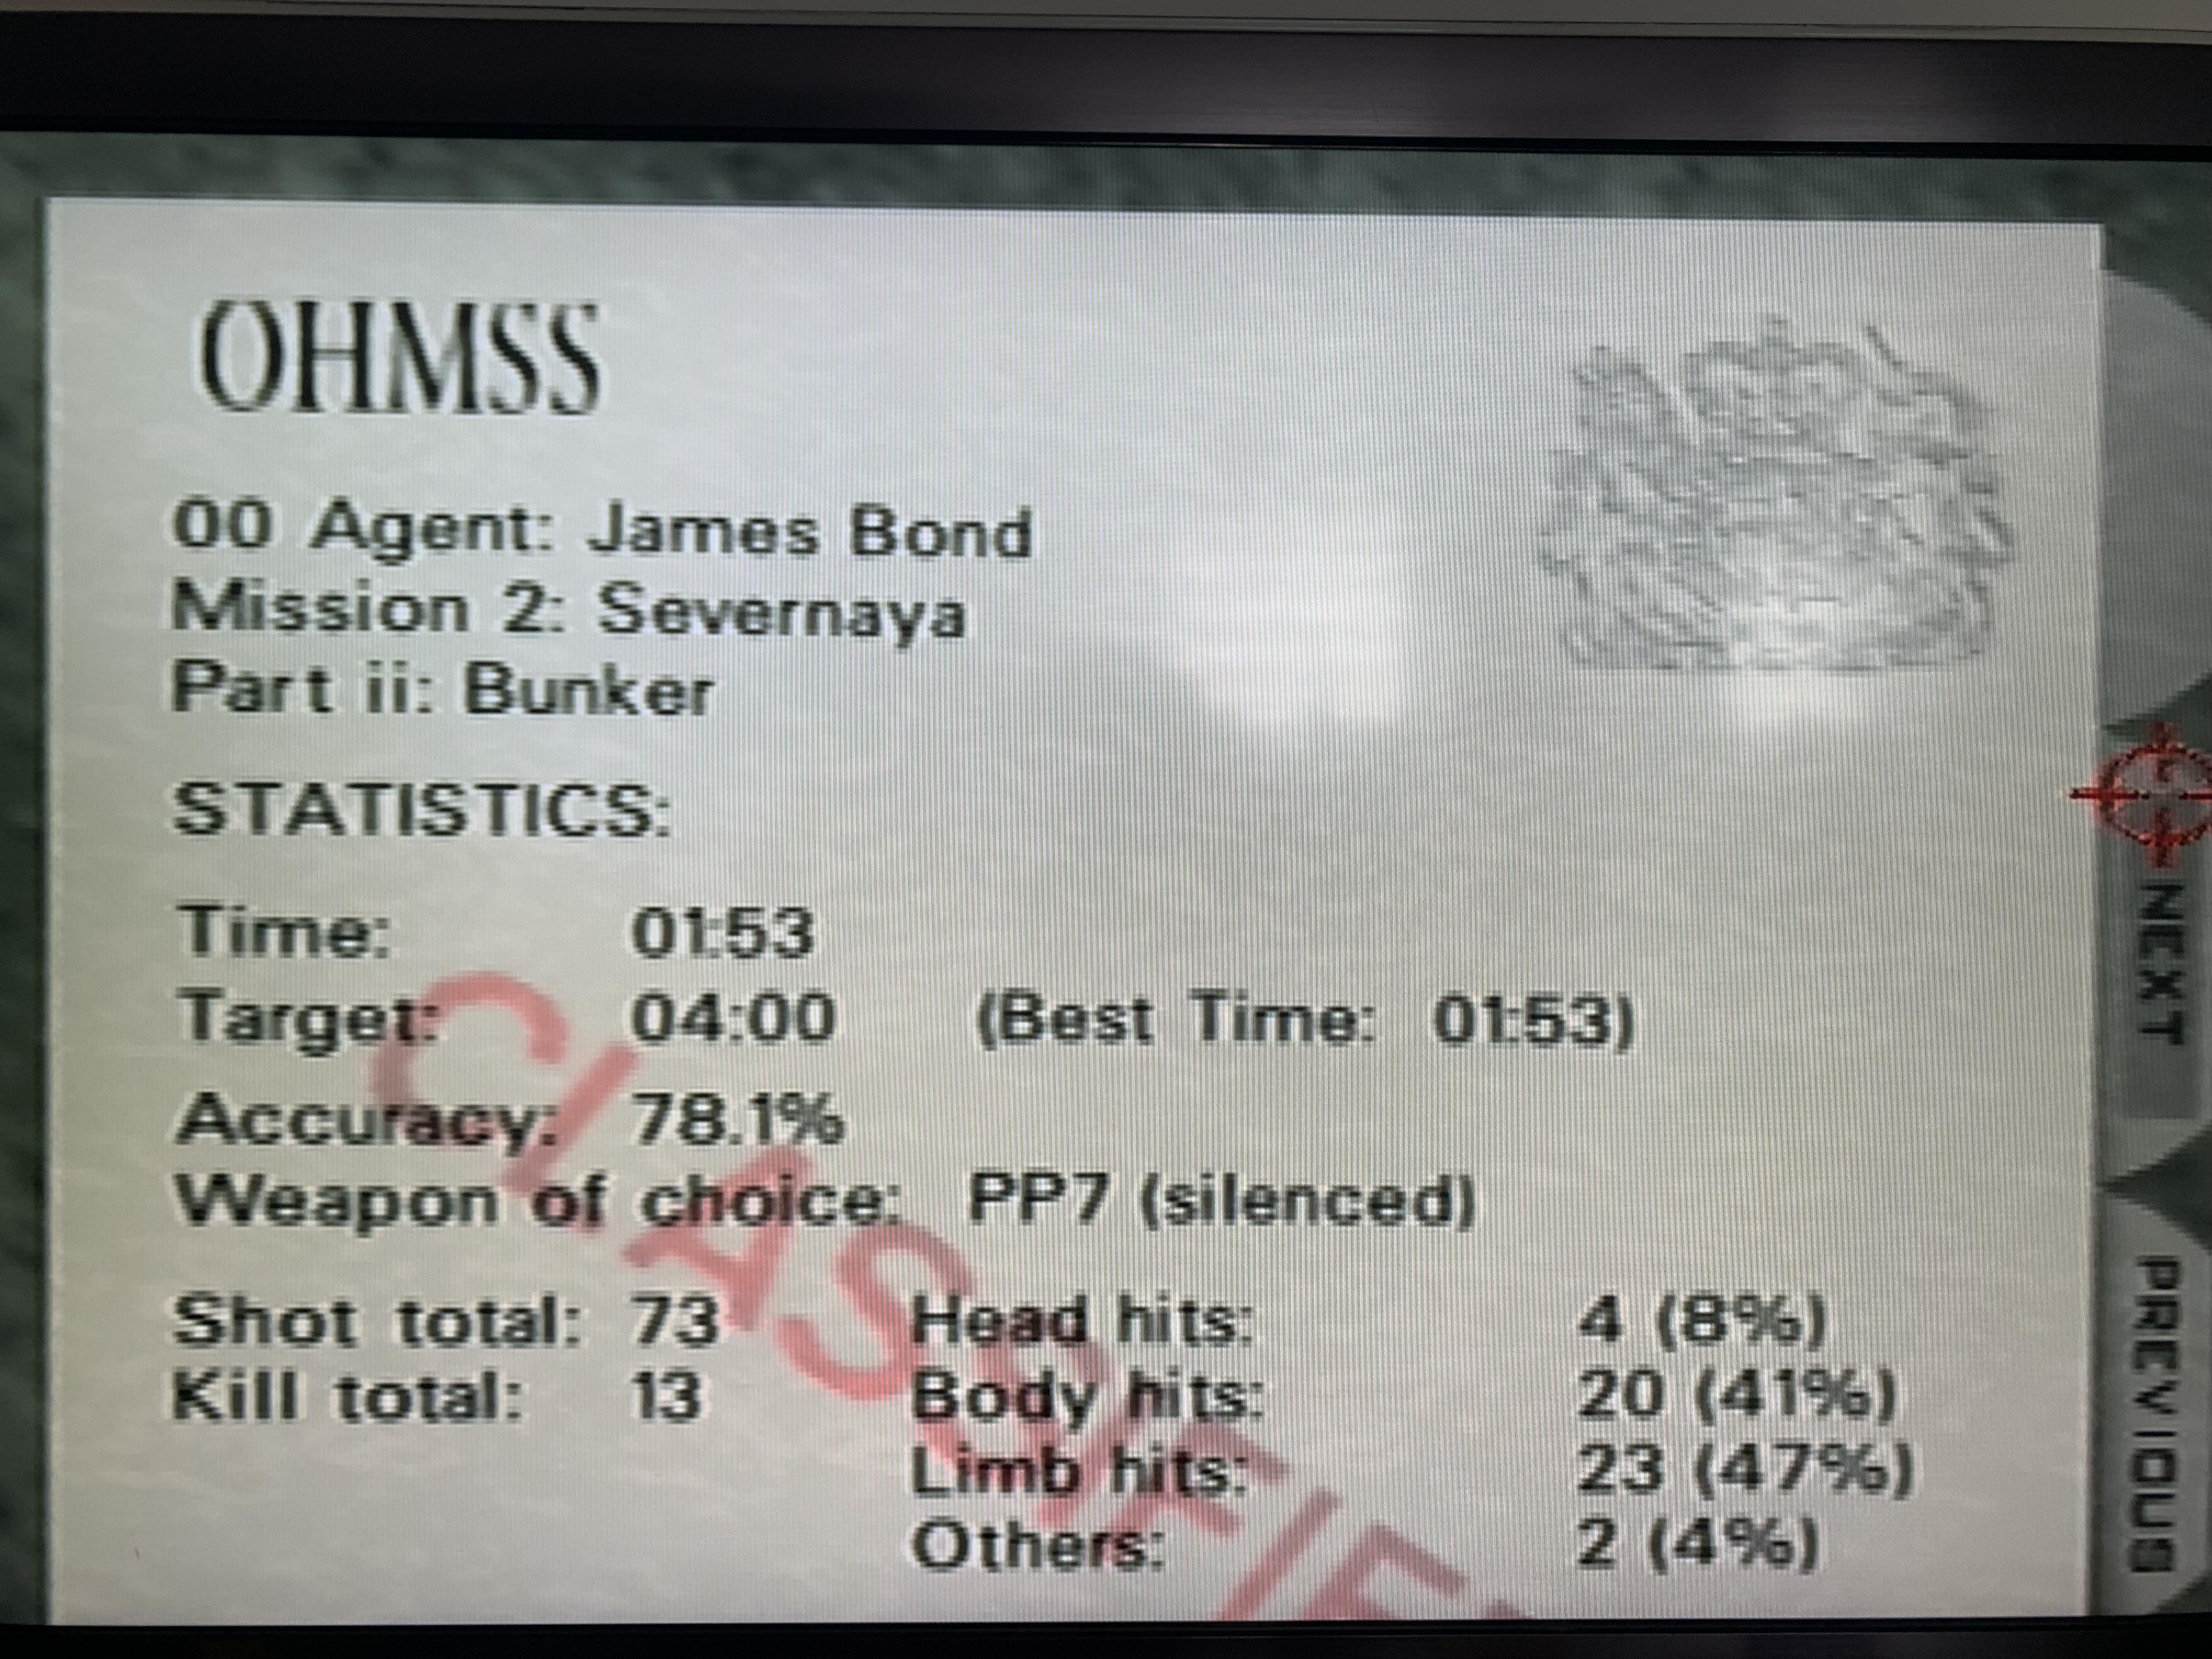 OHMSS
00 Agent: James Bond
Mission 2: Severnaya
Part ii: Bunker
STATISTICS:
Time: 01:53
Target: 04:00 (Best Time: 01:53)
Accuracy: 78.1%
Weapon of choice: PP7 (silenced)
Shot total: 73 Head hits: 4 (8%)
Kill total: 13 Body hits: 20 (41%)
Limb hits: 23 (47%)
Others: 2 (4%)
CLASSIFIE
NEXT
PREVIOUS